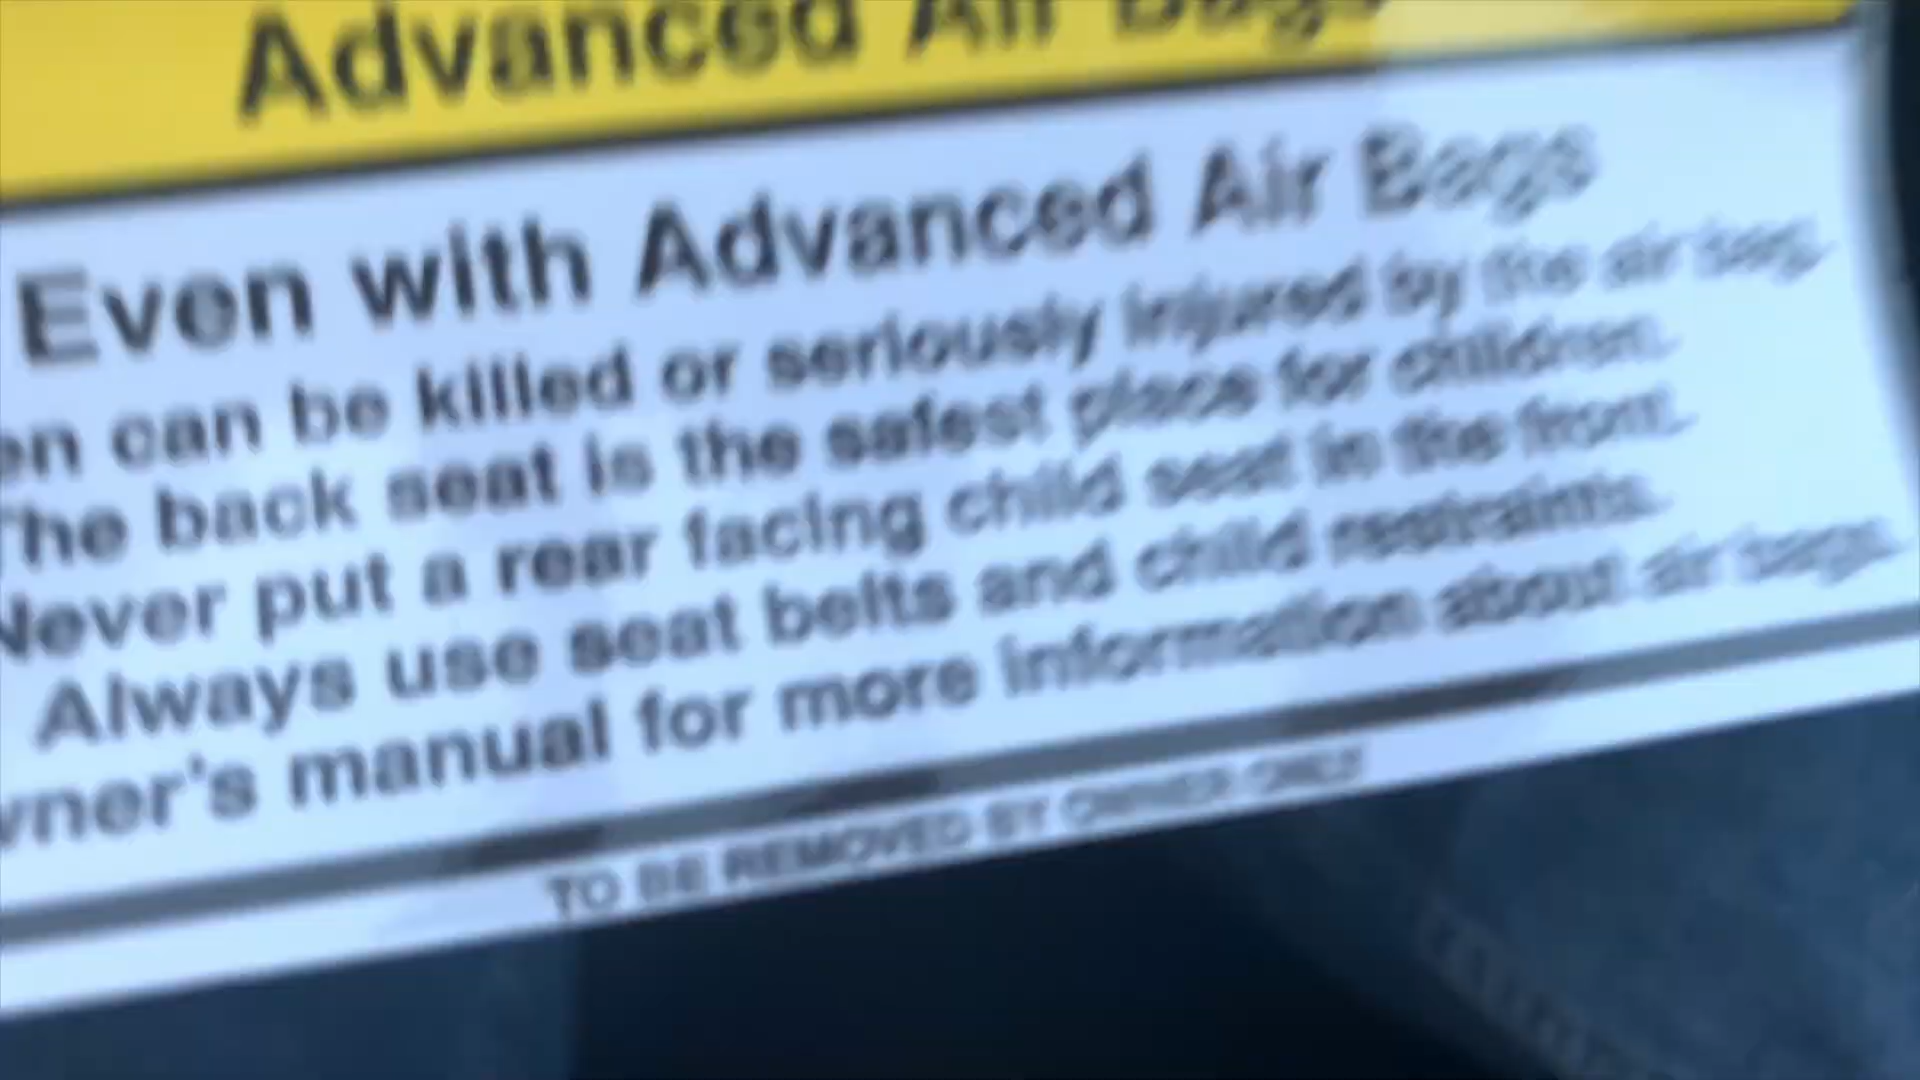 Advanced Air Bags
Even with Advanced Air Bags
en can be killed or seriously injured by the air bag.
The back seat is the safest place for children.
Never put a rear facing child seat in the front.
Always use seat belts and child restraints.
wner's manual for more information about air bags.
TO BE REMOVED BY OWNER ONLY